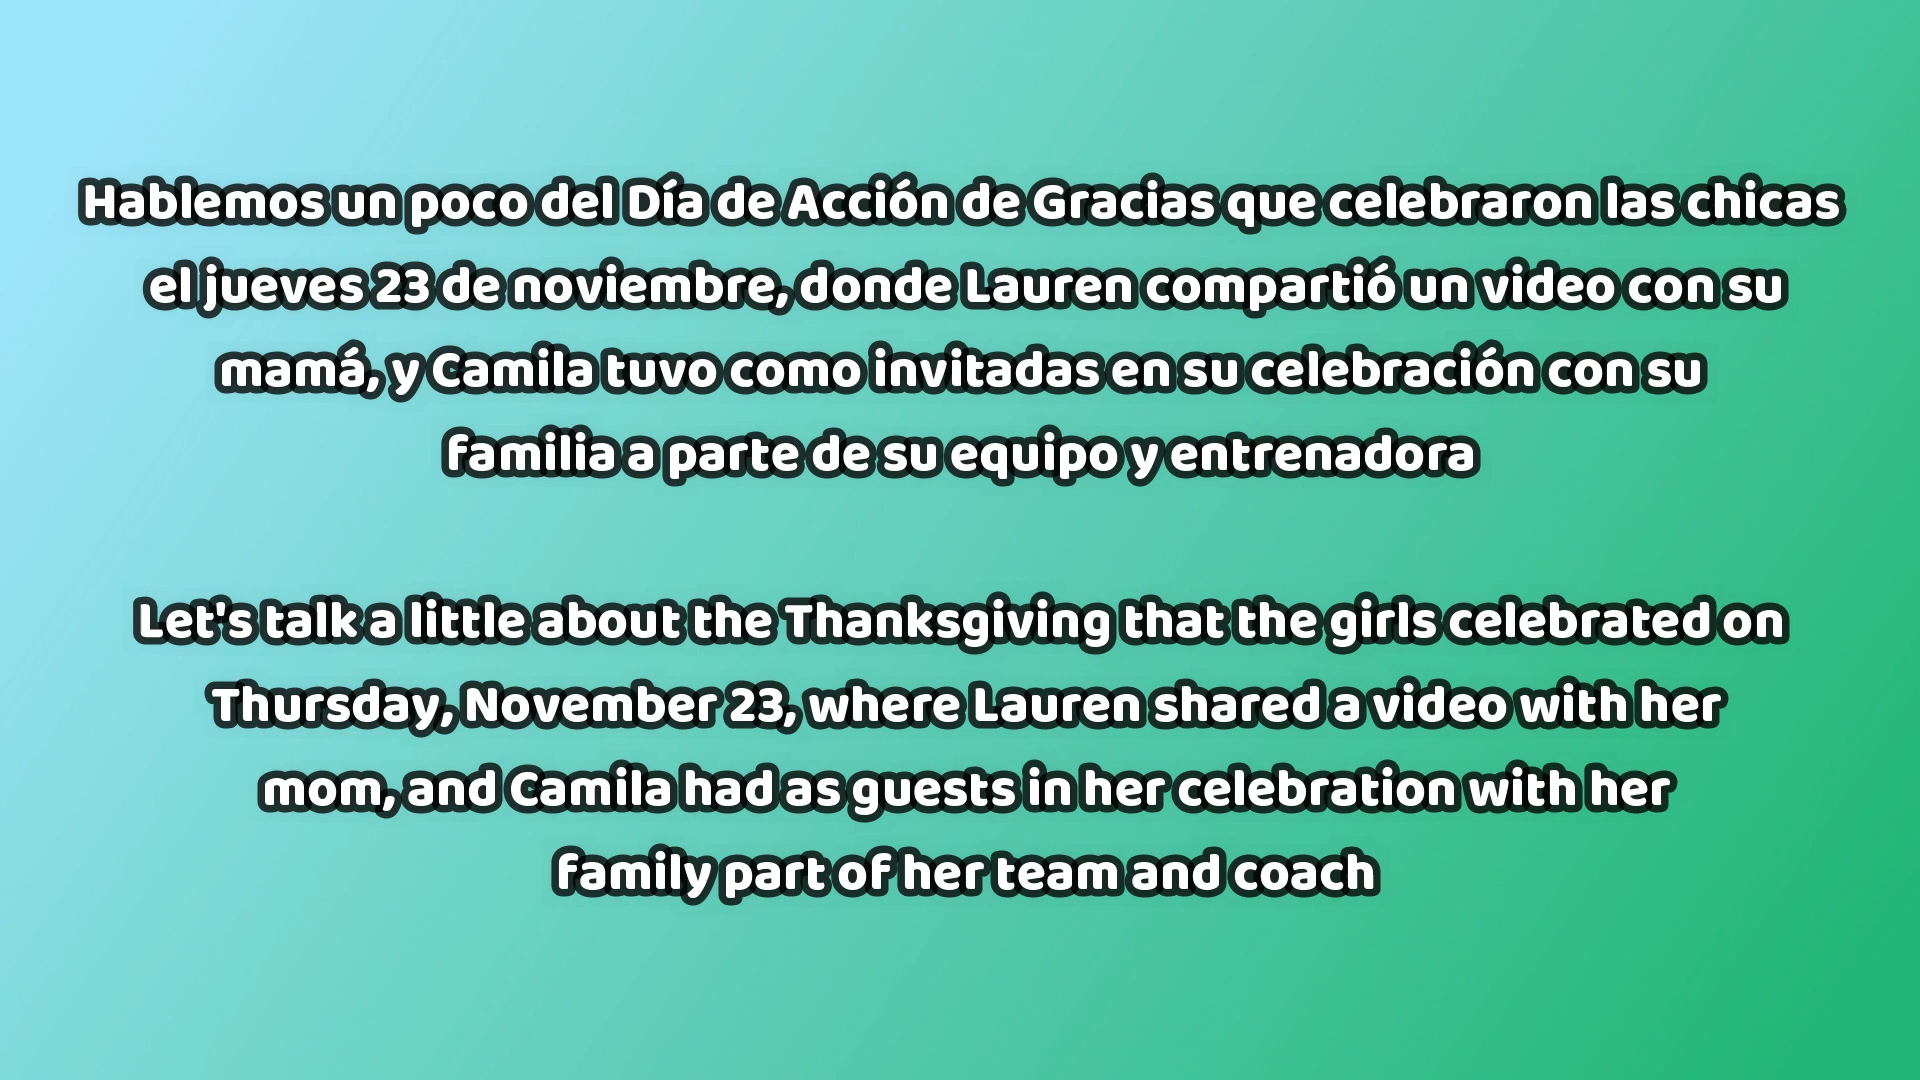 Hablemos un poco del Día de Acción de Gracias que celebraron las chicas
el jueves 23 de noviembre, donde Lauren compartió un video con su
mamá, y Camila tuvo como invitadas en su celebración con su
familia a parte de su equipo y entrenadora
Let's talk a little about the Thanksgiving that the girls celebrated on
Thursday, November 23, where Lauren shared a video with her
mom, and Camila had as guests in her celebration with her
family part of her team and coach